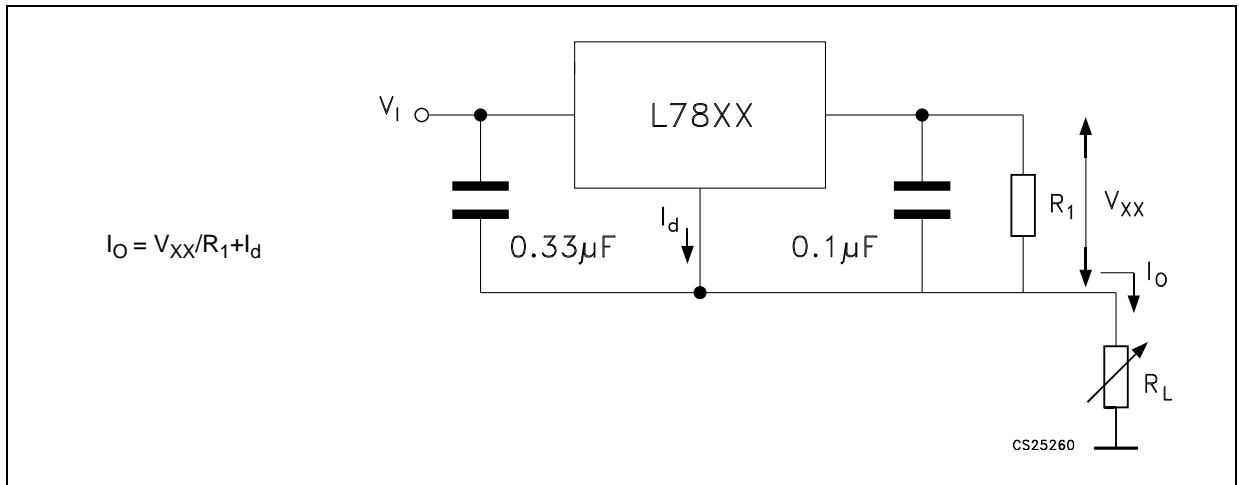 L78XX
V_I
R_1
V_XX
I_d
0.33μF
0.1μF
I_O = V_XX/R_1+I_d
I_O
R_L
CS25260